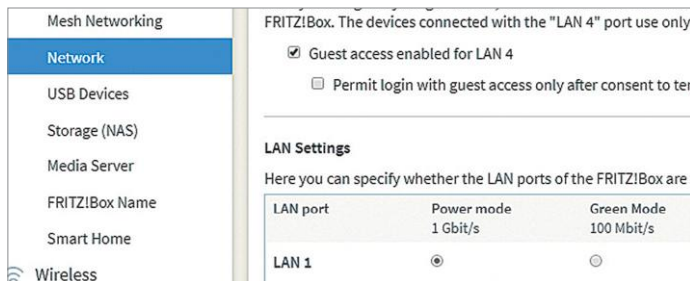 Mesh Networking
Network
USB Devices
Storage (NAS)
Media Server
FRITZ!Box Name
Smart Home
Wireless
FRITZ!Box. The devices connected with the "LAN 4" port use only
Guest access enabled for LAN 4
Permit login with guest access only after consent to
LAN Settings
Here you can specify whether the LAN ports of the FRITZ!Box are
LAN port Power mode Green Mode
1 Gbit/s 100 Mbit/s
LAN 1